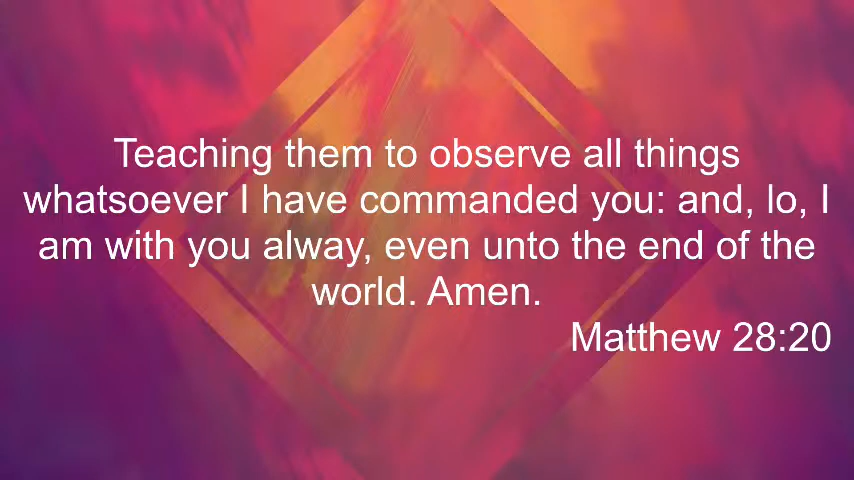 Teaching them to observe all things
whatsoever I have commanded you: and, lo, I
am with you alway, even unto the end of the
world. Amen.
Matthew 28:20